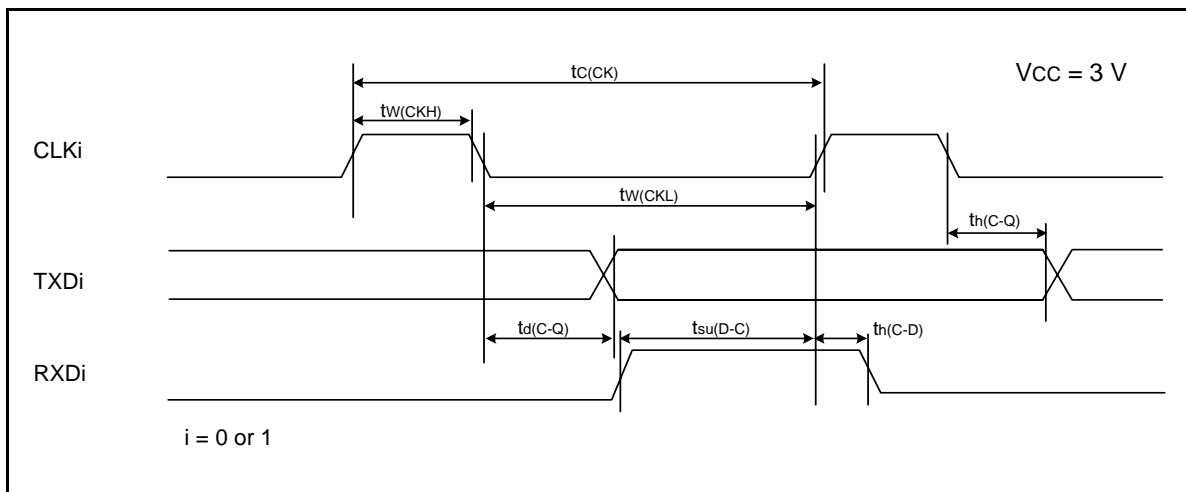 tC(CK)
VCC = 3 V
tW(CKH)
CLKi
tW(CKL)
th(C-Q)
TXDi
td(C-Q)
tsu(D-C)
th(C-D)
RXDi
i = 0 or 1